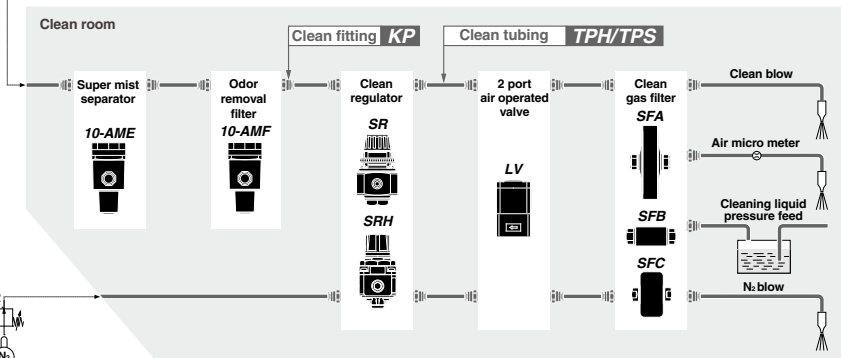 Clean room
Clean fitting KP
Clean tubing TPH/TPS
Super mist
separator
10-AME
Odor
removal
filter
10-AMF
Clean
regulator
SR
SRH
2 port
air operated
valve
LV
Clean
gas filter
SFA
SFB
SFC
Clean blow
Air micro meter
Cleaning liquid
pressure feed
N2 blow
N2